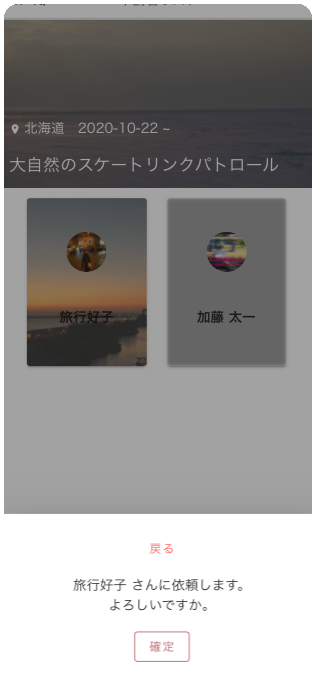 北海道 2020-10-22 ~
大自然のスケートリンクパトロール
旅行好子
加藤 太一
戻る
旅行好子 さんに依頼します。
よろしいですか。
確定